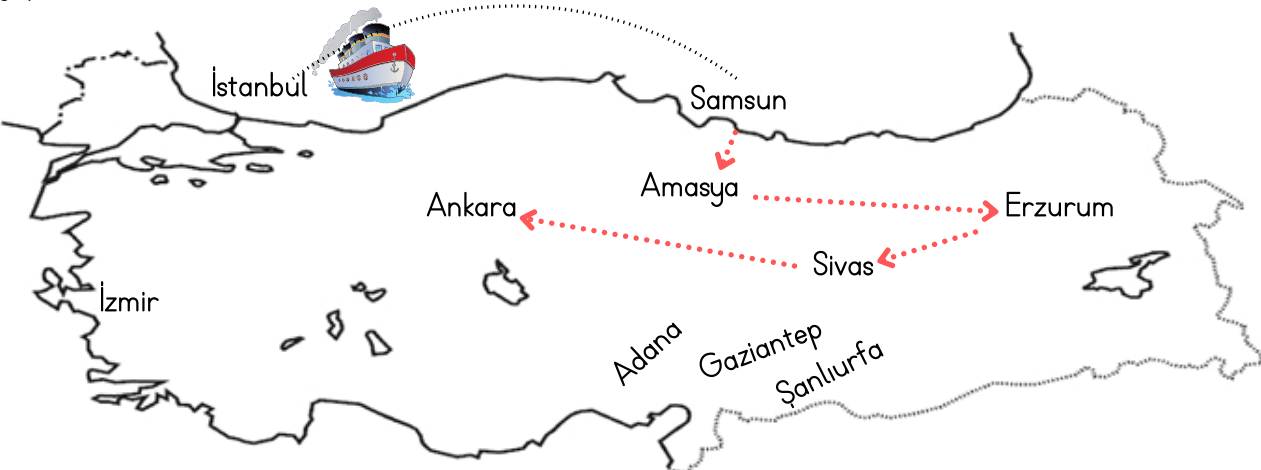 İstanbul
Samsun
Amasya
Ankara
Erzurum
Sivas
İzmir
Adana
Gaziantep
Şanlıurfa